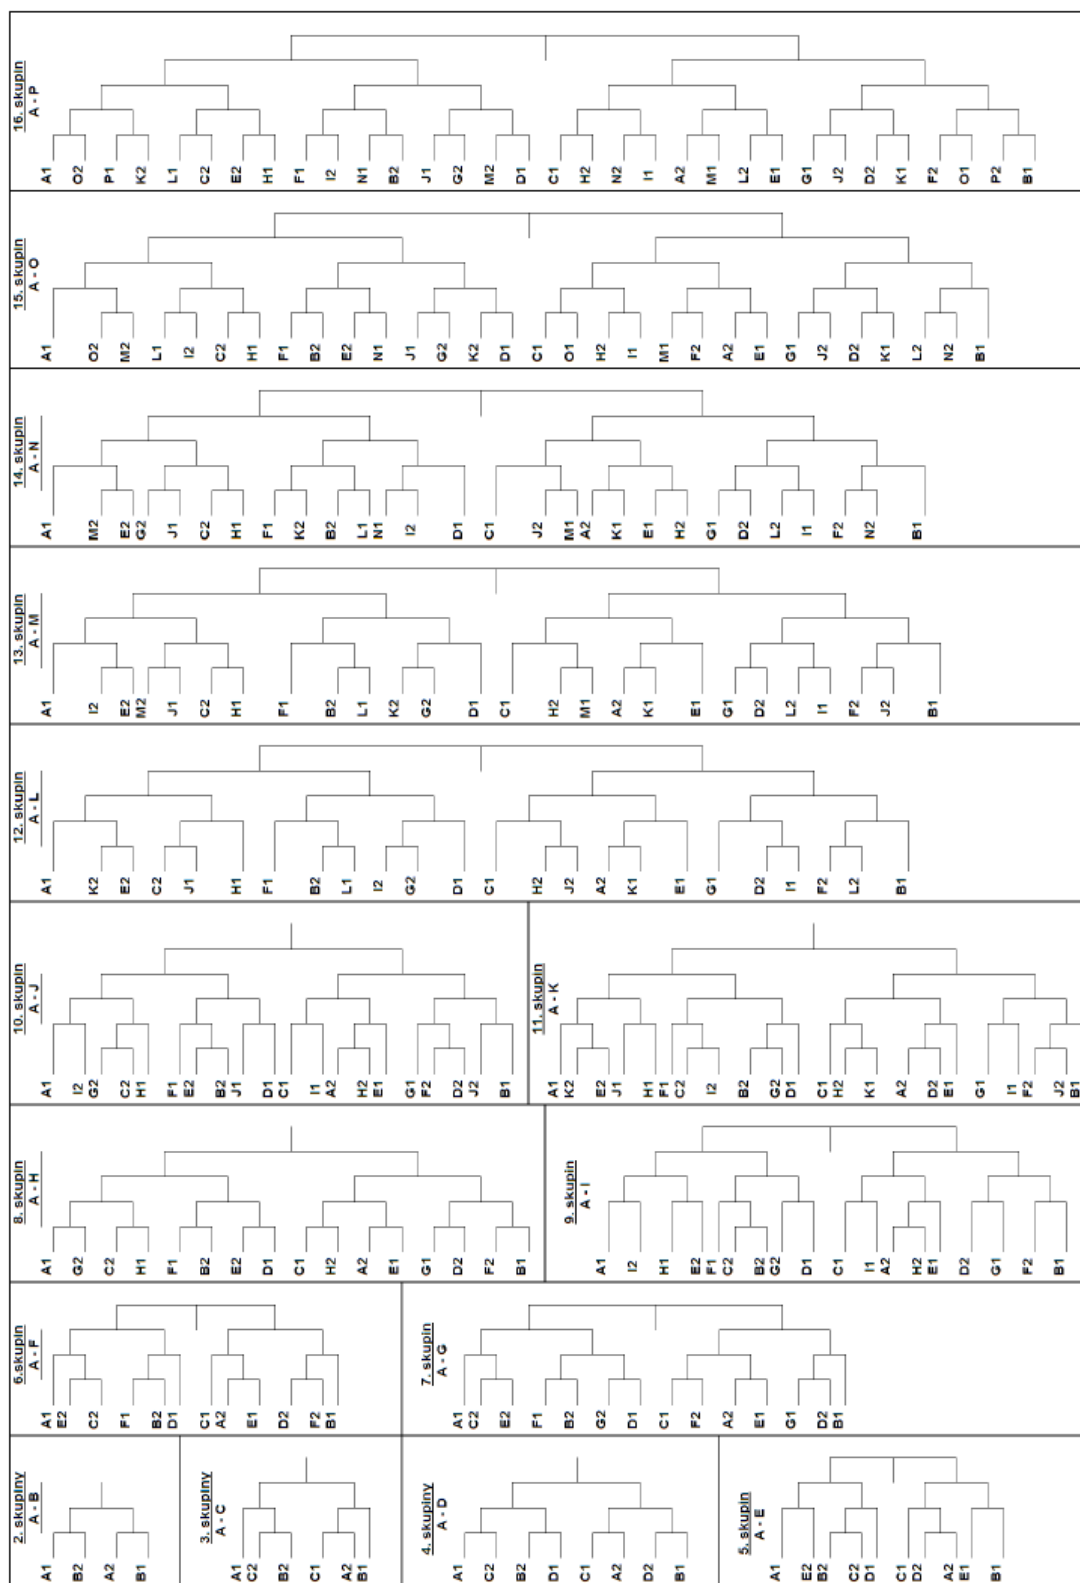 2. skupiny
A - B
A1
B2
A2
B1
3. skupiny
A - C
A1
C2
B2
C1
A2
B1
4. skupiny
A - D
A1
C2
B2
D1
C1
A2
D2
B1
5. skupin
A - E
A1
E2
B2
C2
D1
C1
D2
A2
E1
B1
6.skupin
A - F
A1
E2
C2
F1
B2
D1
C1
A2
E1
D2
F2
B1
7. skupin
A - G
A1
C2
E2
F1
B2
G2
D1
C1
F2
A2
E1
G1
D2
B1
8. skupin
A - H
A1
G2
C2
H1
F1
B2
E2
D1
C1
H2
A2
E1
G1
D2
F2
B1
9. skupin
A - I
A1
I2
H1
E2
F1
C2
B2
G2
D1
C1
I1
A2
H2
E1
D2
G1
F2
B1
10. skupin
A - J
A1
I2
G2
C2
H1
F1
E2
B2
J1
D1
C1
I1
A2
H2
E1
G1
F2
D2
J2
B1
11. skupin
A - K
A1
K2
E2
J1
H1
F1
C2
I2
B2
G2
D1
C1
H2
K1
A2
D2
E1
G1
I1
F2
J2
B1
12. skupin
A - L
A1
K2
E2
C2
J1
H1
F1
B2
L1
I2
G2
D1
C1
H2
J2
A2
K1
E1
G1
D2
I1
F2
L2
B1
13. skupin
A - M
A1
I2
E2
M2
J1
C2
H1
F1
B2
L1
K2
G2
D1
C1
H2
M1
A2
K1
E1
G1
D2
L2
I1
F2
J2
B1
14. skupin
A - N
A1
M2
E2
G2
J1
C2
H1
F1
K2
B2
L1
N1
I2
D1
C1
J2
M1
A2
K1
E1
H2
G1
D2
L2
I1
F2
N2
B1
15. skupin
A - O
A1
O2
M2
L1
I2
C2
H1
F1
B2
E2
N1
J1
G2
K2
D1
C1
O1
H2
I1
M1
F2
A2
E1
G1
J2
D2
K1
L2
N2
B1
16. skupin
A - P
A1
O2
P1
K2
L1
C2
E2
H1
F1
I2
N1
B2
J1
G2
M2
D1
C1
H2
N2
I1
A2
M1
L2
E1
G1
J2
D2
K1
F2
O1
P2
B1